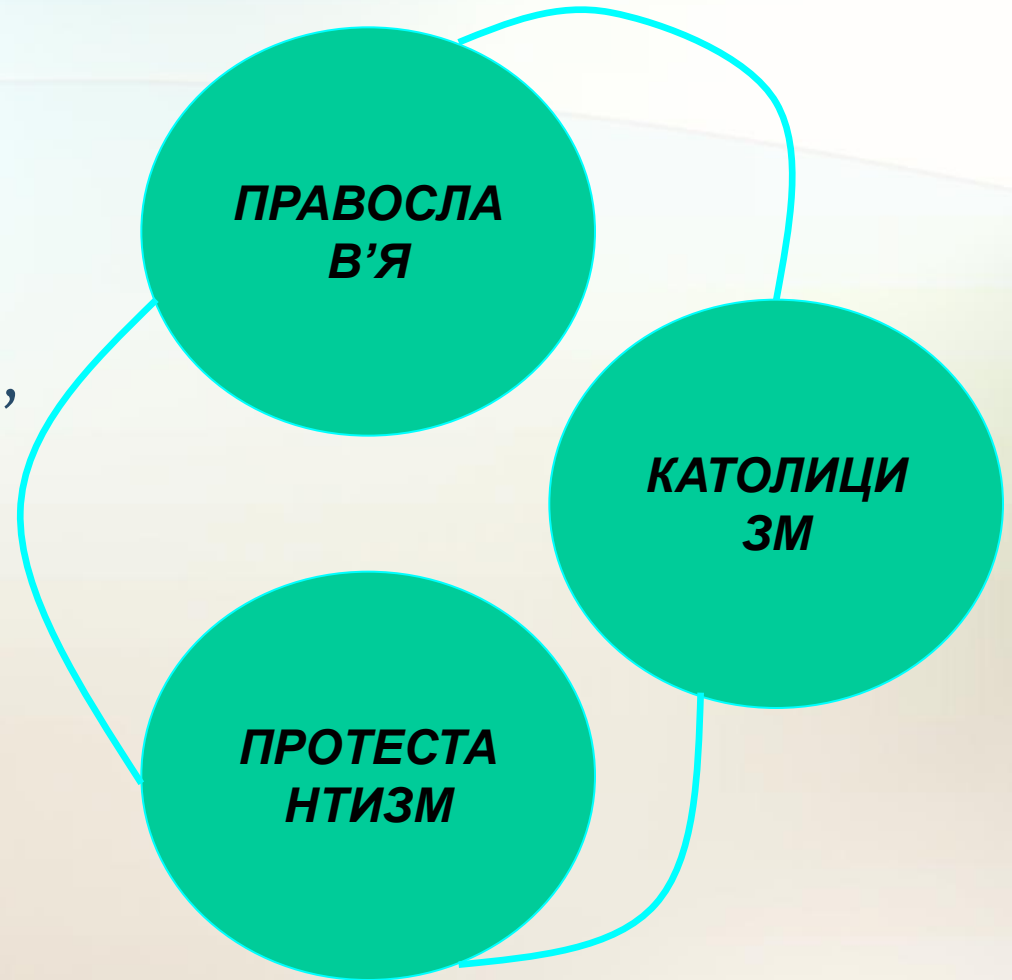 ПРАВОСЛА
В’Я
,
КАТОЛИЦИ
ЗМ
ПРОТЕСТА
НТИЗМ